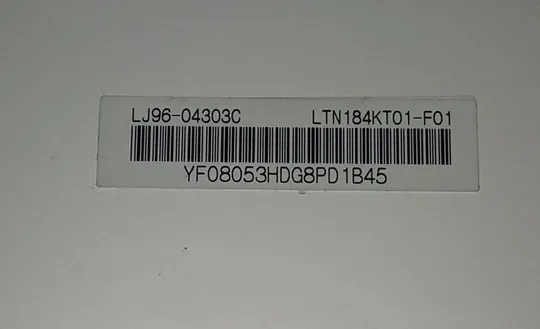 LJ96-04303C LTN184KT01-F01
YF08053HDG8PD1B45